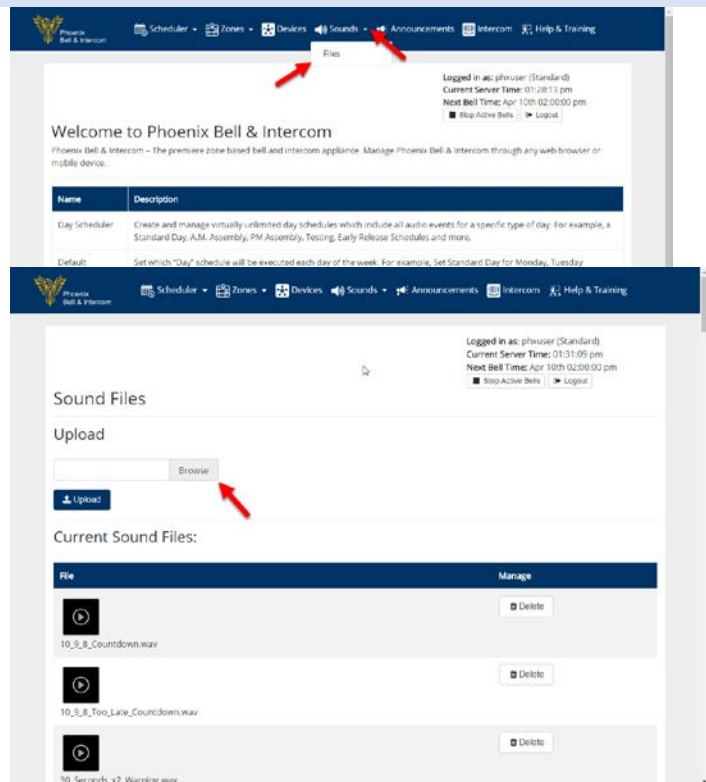 Phoenix
Bell & Intercom
Scheduler Zones Devices Sounds Announcements Intercom Help & Training
Files
Logged in as: phxuser (Standard)
Current Server Time: 01:28:13 pm
Next Bell Time: Apr 10th 02:00:00 pm
Stop Active Bells Logout
Welcome to Phoenix Bell & Intercom
Phoenix Bell & Intercom – The premiere zone based bell and intercom appliance. Manage Phoenix Bell & Intercom through any web browser or
mobile device.
Name Description
Day Scheduler Create and manage virtually unlimited day schedules which include all audio events for a specific type of day. For example, a
Standard Day, A.M. Assembly, PM Assembly, Testing, Early Release Schedules and more.
Default Set which "Day" schedule will be executed each day of the week. For example, Set Standard Day for Monday, Tuesday
Phoenix
Bell & Intercom
Scheduler Zones Devices Sounds Announcements Intercom Help & Training
Logged in as: phxuser (Standard)
Current Server Time: 01:31:09 pm
Next Bell Time: Apr 10th 02:00:00 pm
Stop Active Bells Logout
Sound Files
Upload
Browse
Upload
Current Sound Files:
File Manage
Delete
10_9_8_Countdown.wav
Delete
10_9_8_Too_Late_Countdown.wav
Delete
30_Seconds_x2_Warning.wav